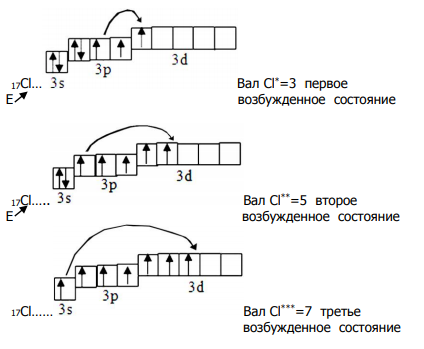 3p
3d
₁₇Cl... 3s
Вал Cl*=3 первое
E
возбужденное состояние
3p
3d
₁₇Cl..... 3s
Вал Cl**=5 второе
E
возбужденное состояние
3p
3d
₁₇Cl...... 3s
Вал Cl***=7 третье
возбужденное состояние